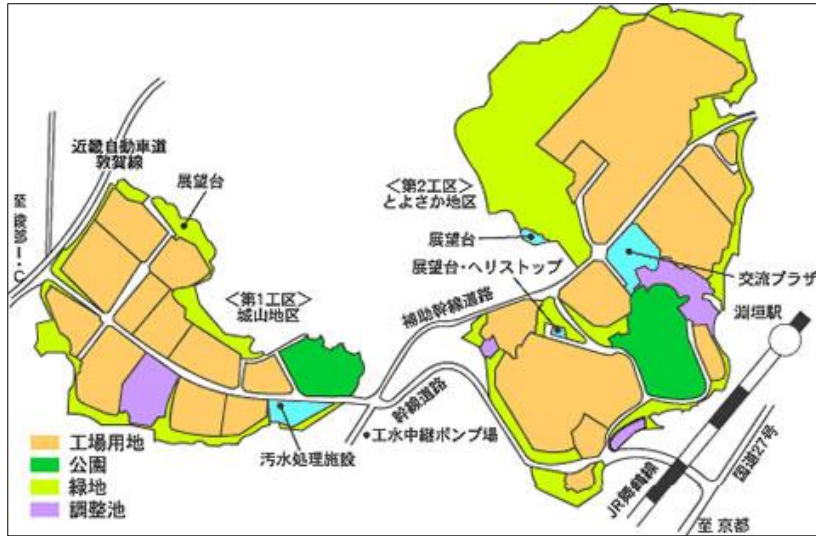 近畿自動車道
敦賀線
展望台
至 綾部I・C
＜第1工区＞
城山地区
＜第2工区＞
とよさか地区
展望台
展望台・ヘリストップ
補助幹線道路
幹線道路
交流プラザ
淵垣駅
工水中継ポンプ場
汚水処理施設
JR舞鶴線
国道27号
至 京都
工場用地
公園
緑地
調整池